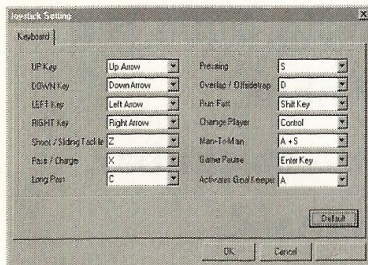 Joystick Setting
Keyboard
UP Key Up Arrow
DOWN Key Down Arrow
LEFT Key Left Arrow
RIGHT Key Right Arrow
Shoot / Sliding Tackle Z
Pass / Charge X
Long Pass C
Pressing S
Overlap / Offsidetrap D
Run Fast Shift Key
Change Player Control
Man-To-Man A + S
Game Pause Enter Key
Activates Goal Keeper A
Default
OK Cancel